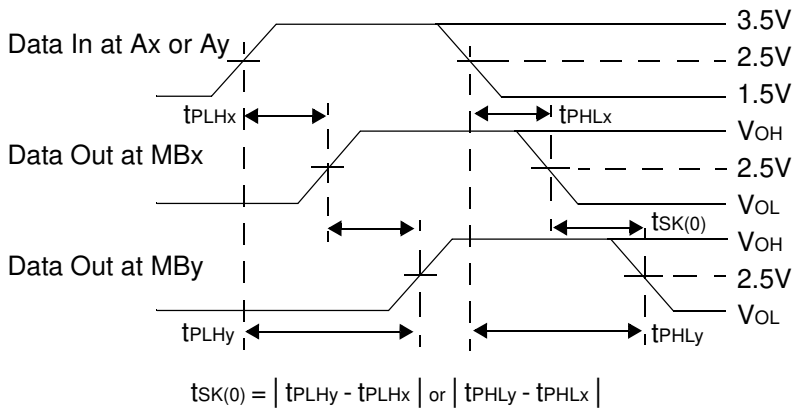 3.5V
Data In at Ax or Ay
2.5V
1.5V
tPLHx
tPHLx
VOH
Data Out at MBx
2.5V
VOL
tSK(0)
VOH
Data Out at MBy
2.5V
VOL
tPLHy
tPHLy
tSK(0) = | tPLHy - tPLHx | or | tPHLy - tPHLx |